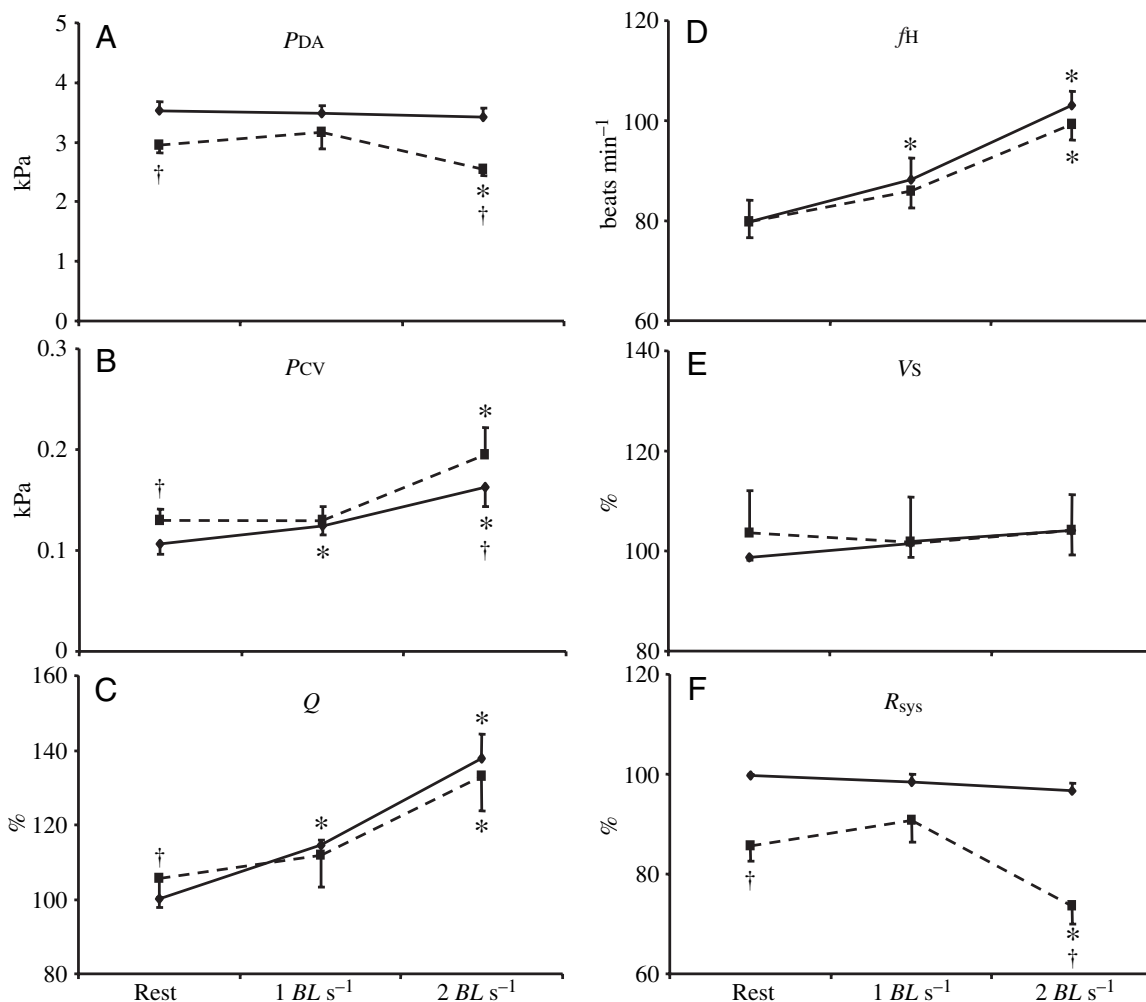 A
PDA
5
4
3
2
1
0
kPa
†
*
†
B
PCV
0.3
0.2
0.1
0
kPa
†
*
*
*
†
C
Q
160
140
120
100
80
%
†
*
*
*
Rest
1 BL s⁻¹
2 BL s⁻¹
D
fH
120
100
80
60
beats min⁻¹
*
*
*
E
VS
140
120
100
80
%
F
Rsys
120
100
80
60
%
†
*
†
Rest
1 BL s⁻¹
2 BL s⁻¹